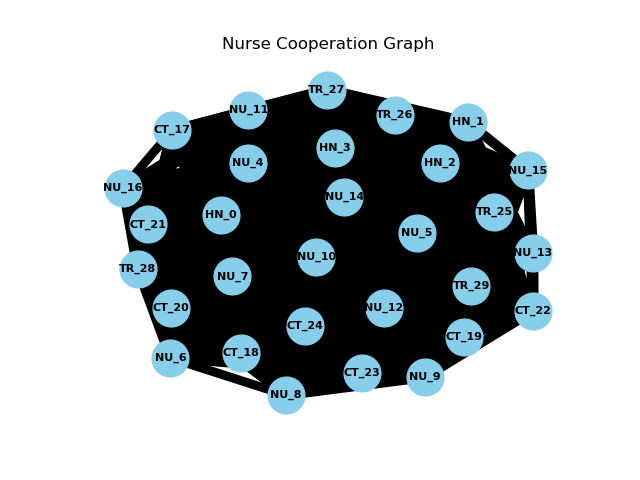 Nurse Cooperation Graph
TR_27
NU_11
TR_26
HN_1
CT_17
HN_3
NU_4
HN_2
NU_15
NU_16
NU_14
TR_25
HN_0
CT_21
NU_5
NU_13
NU_10
TR_28
NU_7
TR_29
CT_20
NU_12
CT_22
CT_24
CT_19
CT_18
NU_6
CT_23
NU_9
NU_8